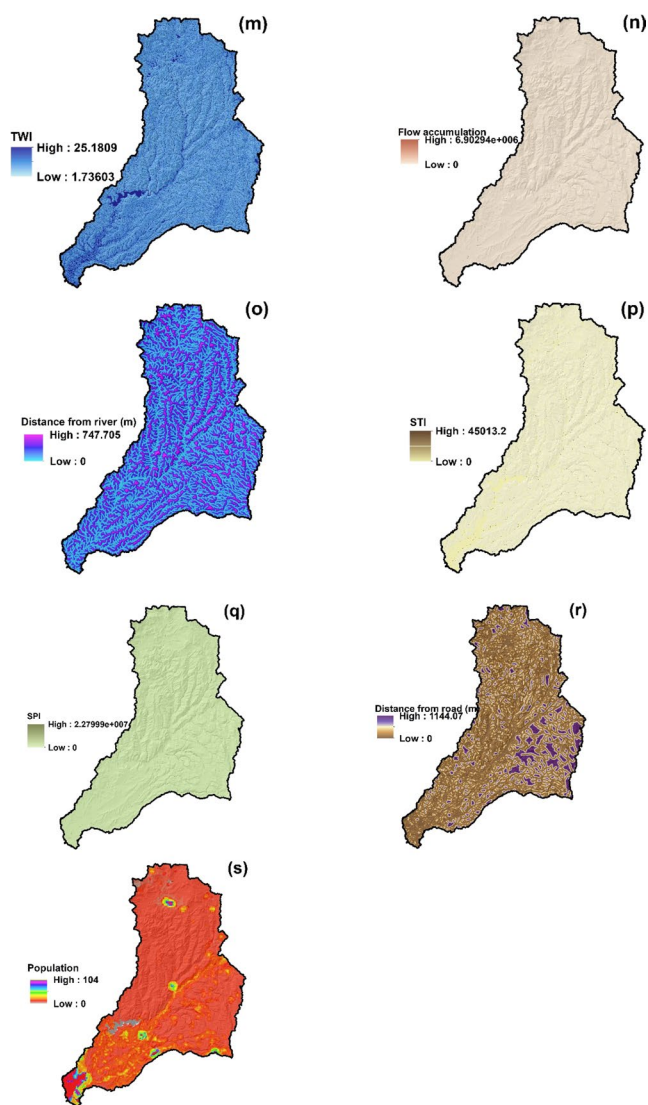 (m)
TWI
High : 25.1809
Low : 1.73603
(n)
Flow accumulation
High : 6.90294e+006
Low : 0
(o)
Distance from river (m)
High : 747.705
Low : 0
(p)
STI
High : 45013.2
Low : 0
(q)
SPI
High : 2.27999e+007
Low : 0
(r)
Distance from road (m)
High : 1144.07
Low : 0
(s)
Population
High : 104
Low : 0